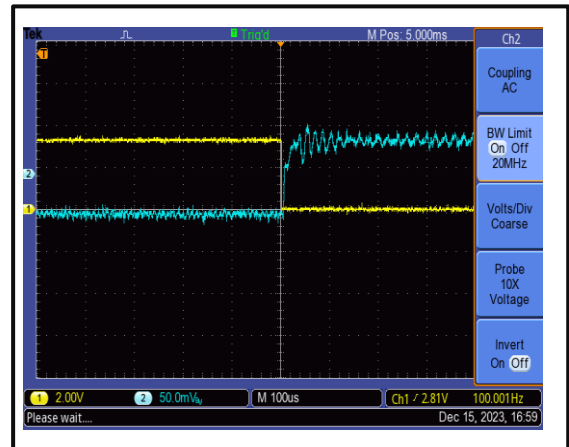 Tek Trig'd M Pos: 5.000ms Ch2
T
Coupling
AC
BW Limit
On Off
20MHz
2
Volts/Div
Coarse
1
Probe
10X
Voltage
Invert
On Off
1 2.00V 2 50.0mV M 100us Ch1 2.81V 100.001Hz
Please wait.... Dec 15, 2023, 16:59